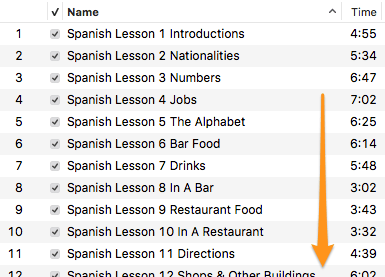 ✓ Name Time
1 Spanish Lesson 1 Introductions 4:55
2 Spanish Lesson 2 Nationalities 5:34
3 Spanish Lesson 3 Numbers 6:47
4 Spanish Lesson 4 Jobs 7:02
5 Spanish Lesson 5 The Alphabet 6:25
6 Spanish Lesson 6 Bar Food 6:14
7 Spanish Lesson 7 Drinks 5:48
8 Spanish Lesson 8 In A Bar 3:02
9 Spanish Lesson 9 Restaurant Food 3:43
10 Spanish Lesson 10 In A Restaurant 3:32
11 Spanish Lesson 11 Directions 4:39
12 Spanish Lesson 12 Shops & Other Buildings 6:02